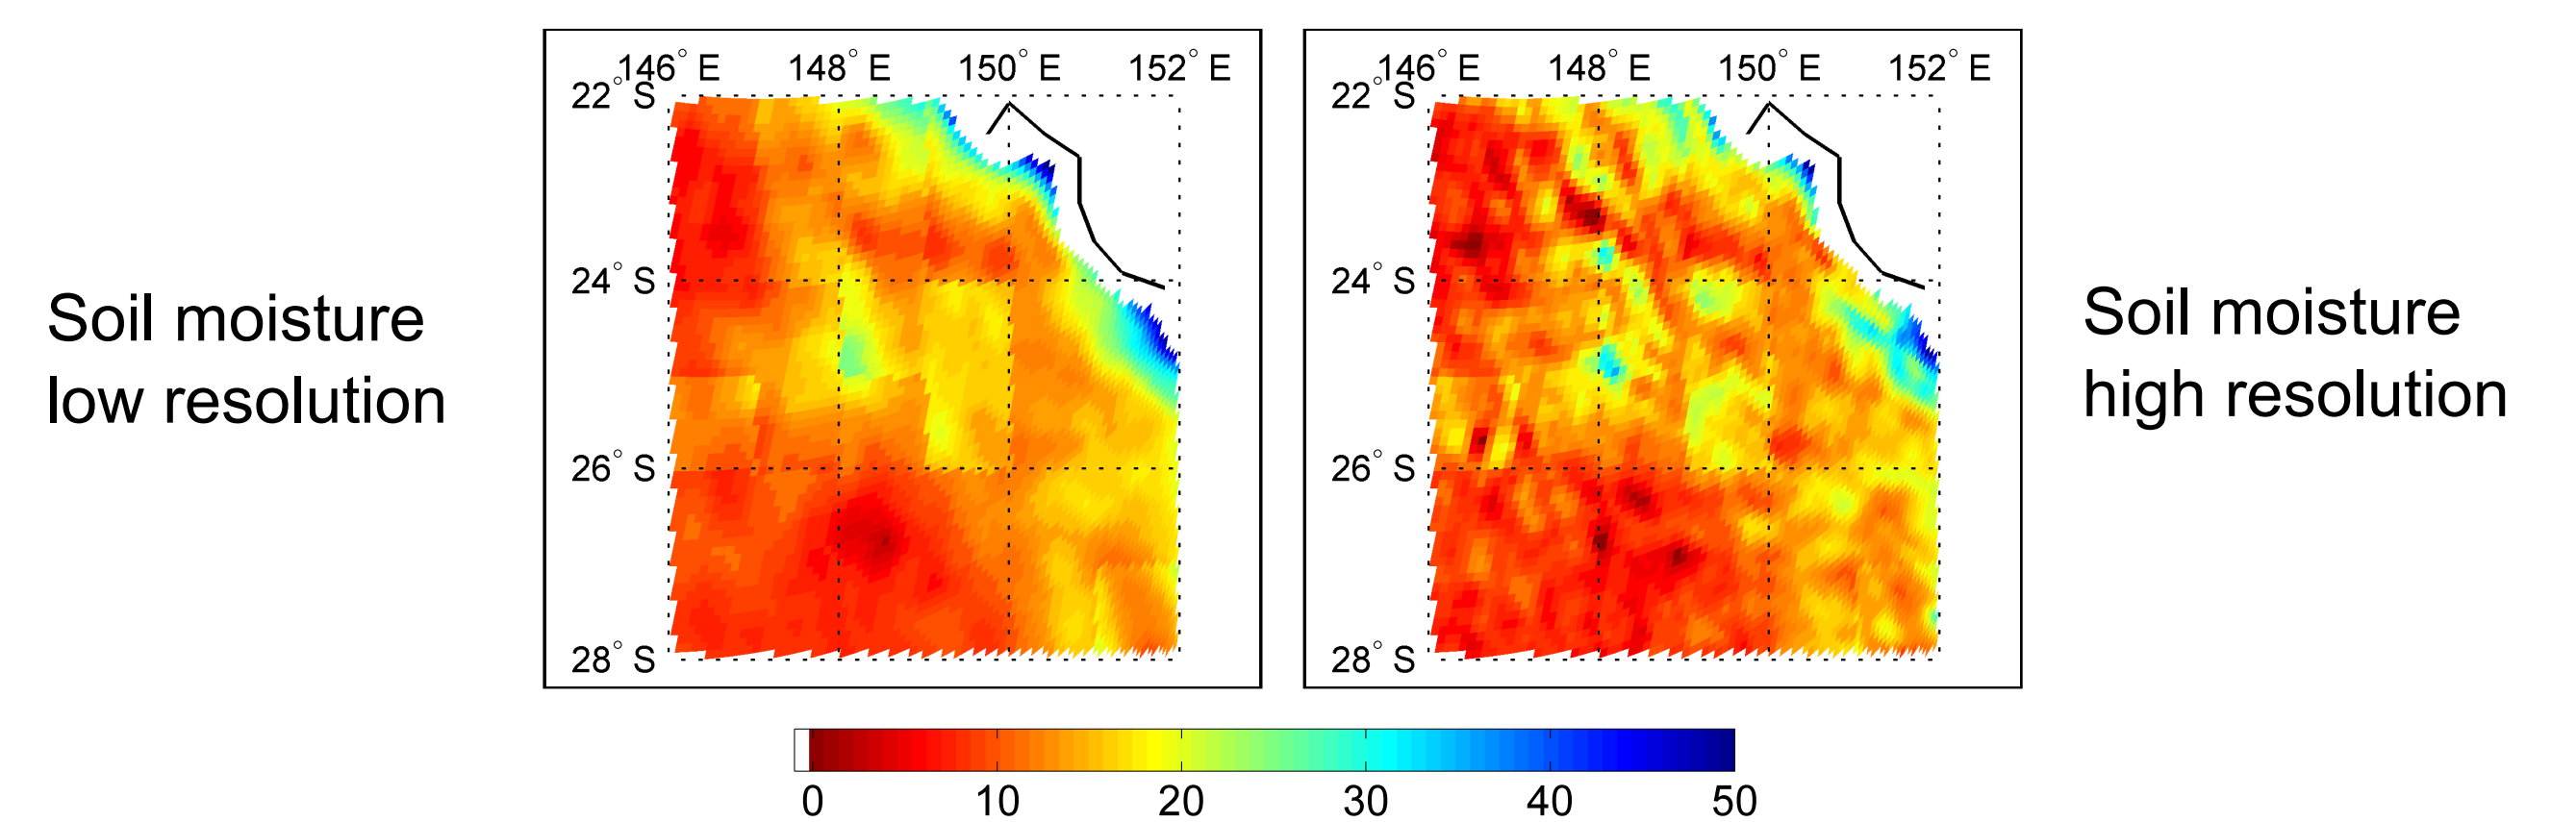 Soil moisture
low resolution
146° E 148° E 150° E 152° E
22° S
24° S
26° S
28° S
146° E 148° E 150° E 152° E
22° S
24° S
26° S
28° S
Soil moisture
high resolution
0 10 20 30 40 50